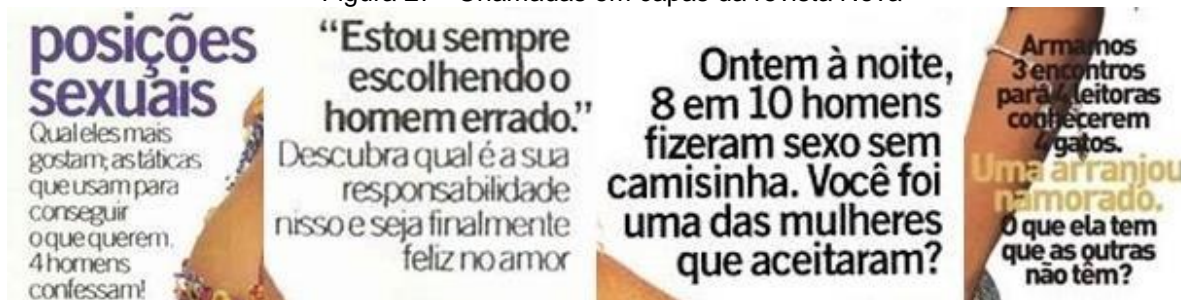 posições
sexuais
Qual eles mais
gostam; as táticas
que usam para
conseguir
o que querem.
4 homens
confessam!
“Estou sempre
escolhendo o
homem errado.”
Descubra qual é a sua
responsabilidade
nisso e seja finalmente
feliz no amor
Ontem à noite,
8 em 10 homens
fizeram sexo sem
camisinha. Você foi
uma das mulheres
que aceitaram?
Armamos
3 encontros
para 4 leitoras
conhecerem
4 gatos.
Uma arranjou
namorado.
O que ela tem
que as outras
não têm?